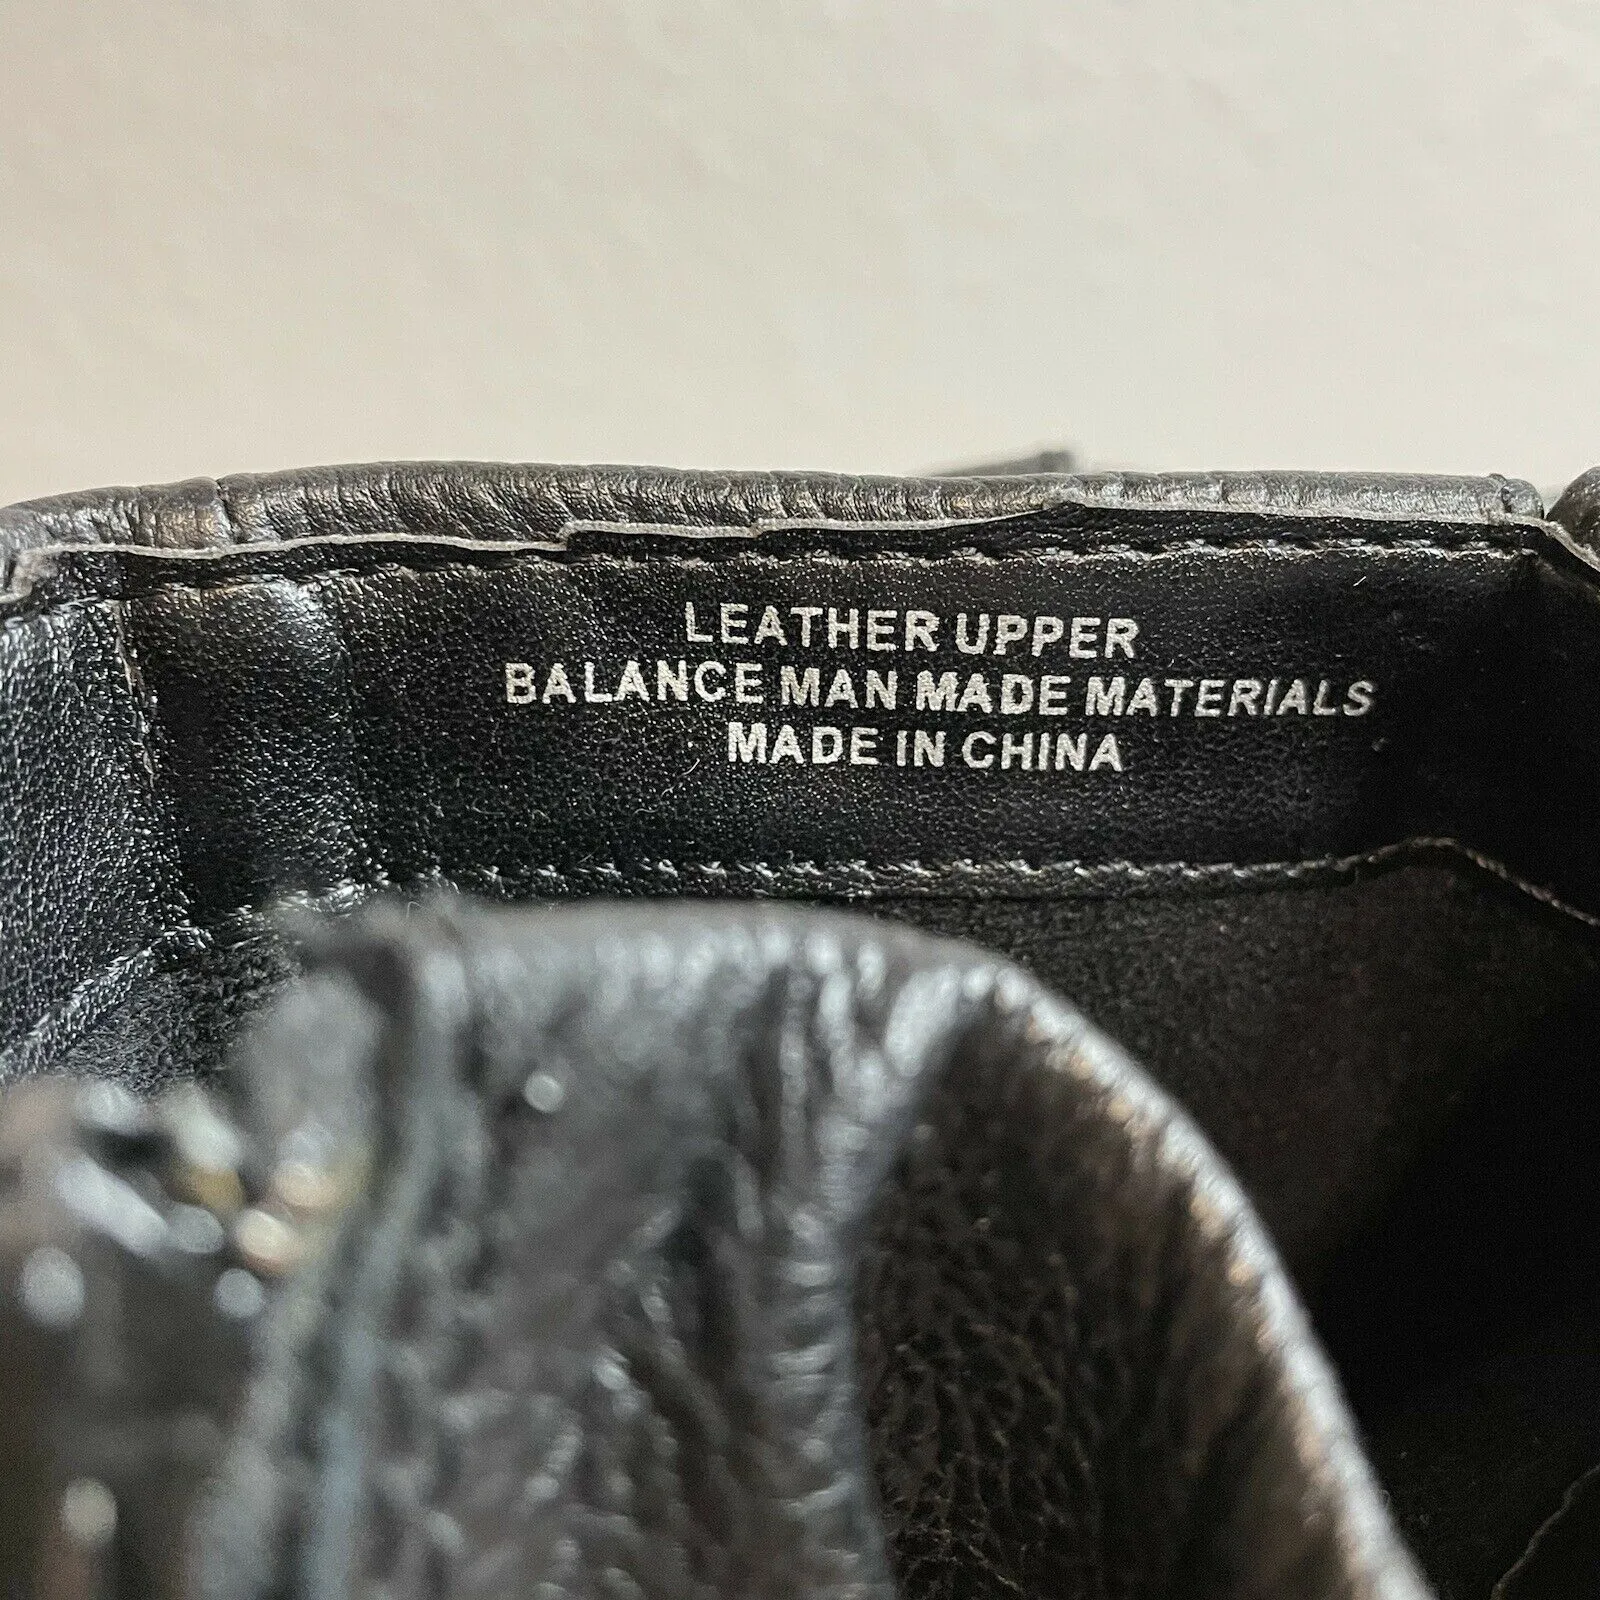 LEATHER UPPER
BALANCE MAN MADE MATERIALS
MADE IN CHINA